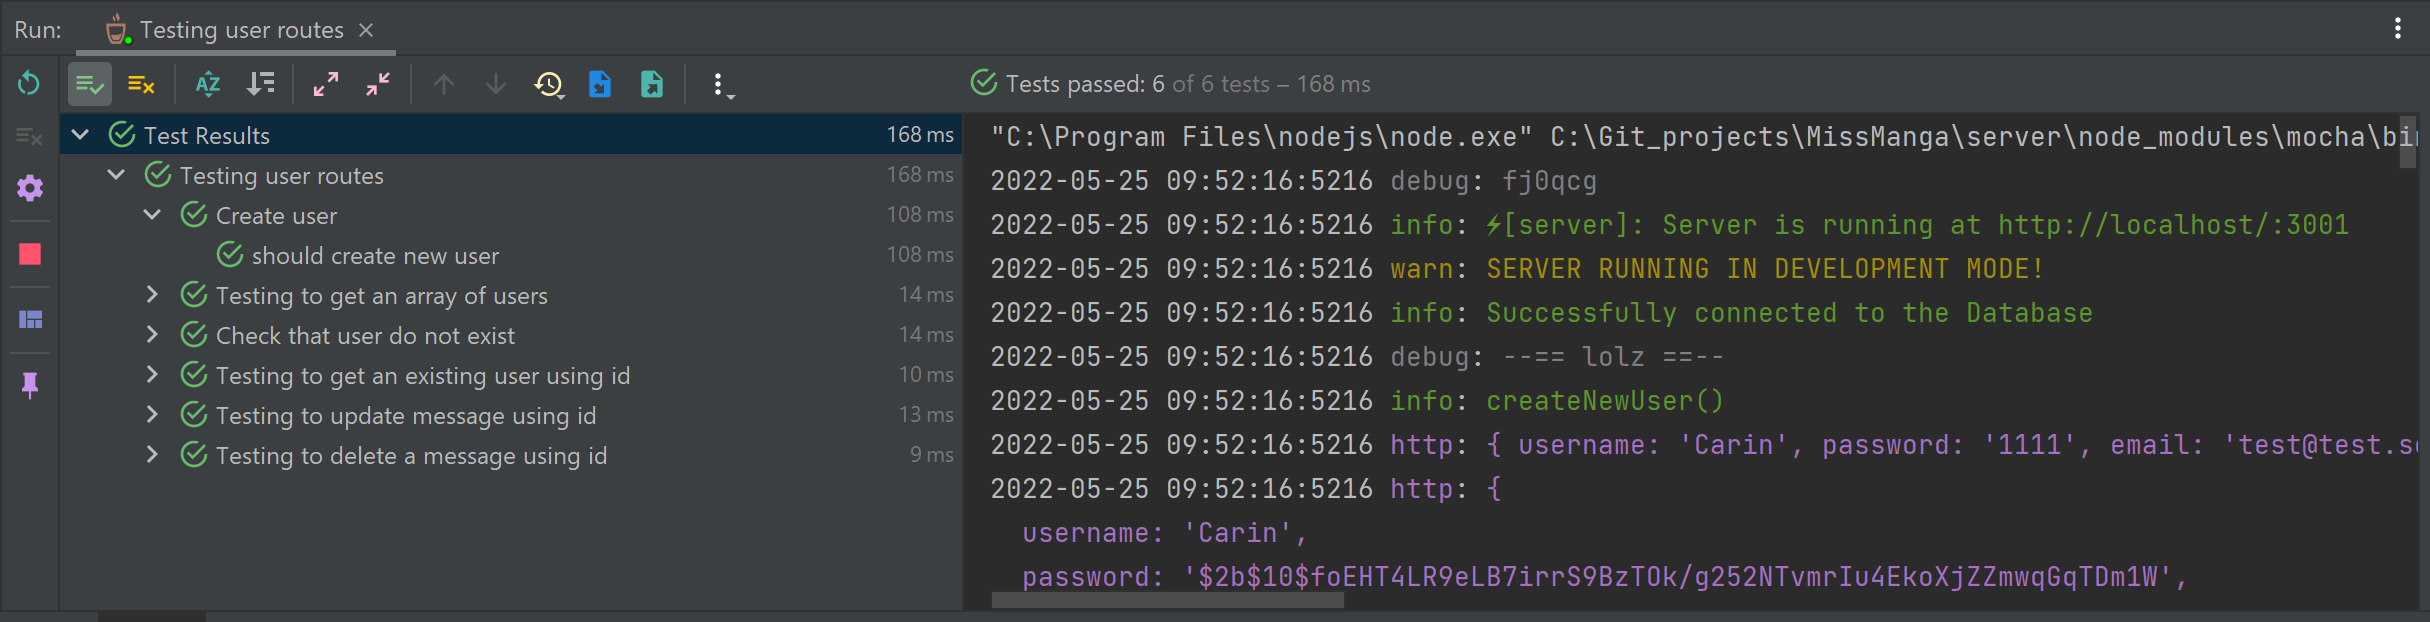 Run: Testing user routes
Tests passed: 6 of 6 tests – 168 ms
Test Results 168 ms
Testing user routes 168 ms
Create user 108 ms
should create new user 108 ms
Testing to get an array of users 14 ms
Check that user do not exist 14 ms
Testing to get an existing user using id 10 ms
Testing to update message using id 13 ms
Testing to delete a message using id 9 ms
"C:\Program Files\nodejs\node.exe" C:\Git_projects\MissManga\server\node_modules\mocha\bin
2022-05-25 09:52:16:5216 debug: fj0qcg
2022-05-25 09:52:16:5216 info: ⚡[server]: Server is running at http://localhost/:3001
2022-05-25 09:52:16:5216 warn: SERVER RUNNING IN DEVELOPMENT MODE!
2022-05-25 09:52:16:5216 info: Successfully connected to the Database
2022-05-25 09:52:16:5216 debug: --== lolz ==--
2022-05-25 09:52:16:5216 info: createNewUser()
2022-05-25 09:52:16:5216 http: { username: 'Carin', password: '1111', email: 'test@test.se
2022-05-25 09:52:16:5216 http: {
username: 'Carin',
password: '$2b$10$foEHT4LR9eLB7irrS9BzTOk/g252NTvmrIu4EkoXjZZmwqGqTDm1W',